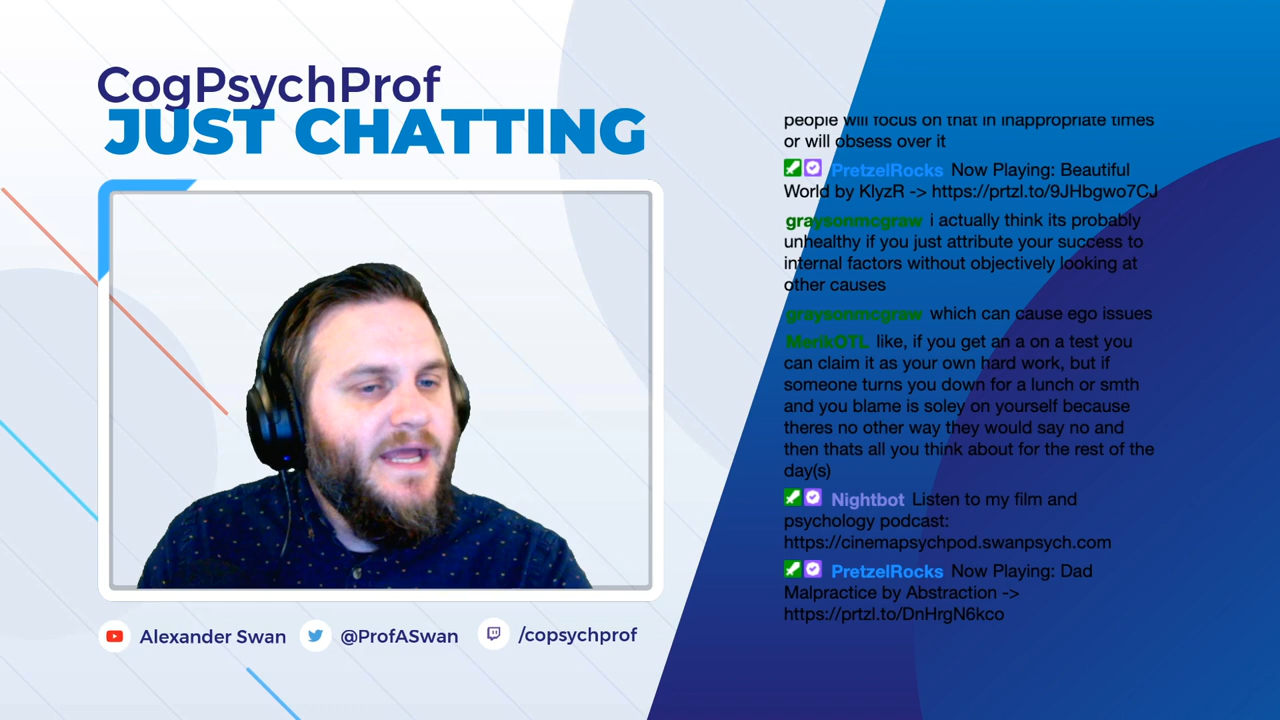 CogPsychProf
JUST CHATTING
Alexander Swan
@ProfASwan
/copsychprof
people will focus on that in inappropriate times
or will obsess over it
PretzelRocks Now Playing: Beautiful
World by KlyzR -> https://prtzl.to/9JHbgwo7CJ
graysonmcgraw i actually think its probably
unhealthy if you just attribute your success to
internal factors without objectively looking at
other causes
graysonmcgraw which can cause ego issues
MerikOTL like, if you get an a on a test you
can claim it as your own hard work, but if
someone turns you down for a lunch or smth
and you blame is soley on yourself because
theres no other way they would say no and
then thats all you think about for the rest of the
day(s)
Nightbot Listen to my film and
psychology podcast:
https://cinemapsychpod.swanpsych.com
PretzelRocks Now Playing: Dad
Malpractice by Abstraction ->
https://prtzl.to/DnHrgN6kco